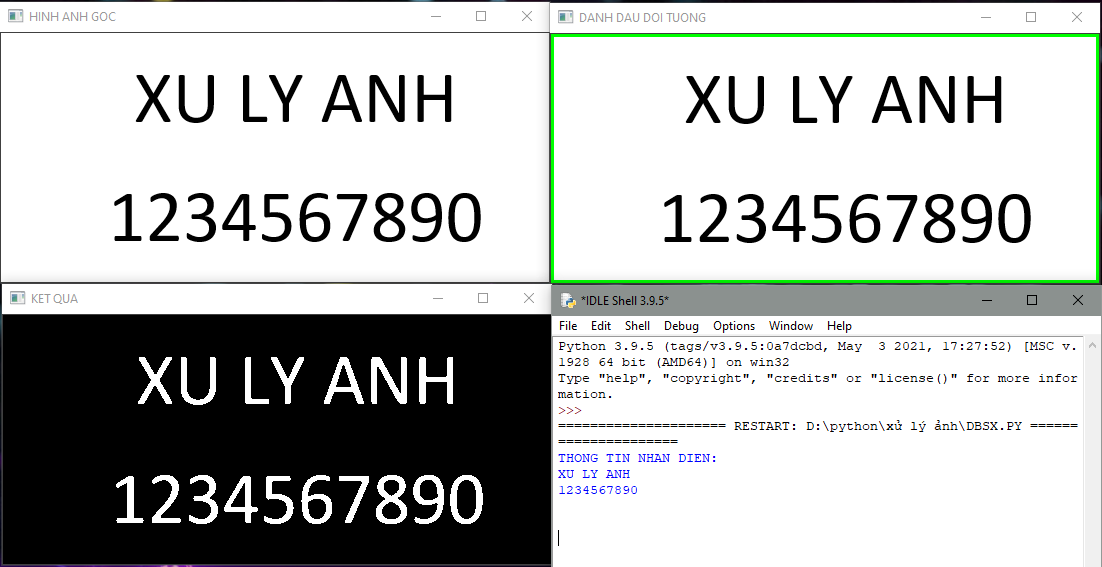 HINH ANH GOC
XU LY ANH
1234567890
DANH DAU DOI TUONG
XU LY ANH
1234567890
KET QUA
XU LY ANH
1234567890
*IDLE Shell 3.9.5*
File Edit Shell Debug Options Window Help
Python 3.9.5 (tags/v3.9.5:0a7dcbd, May  3 2021, 17:27:52) [MSC v.
1928 64 bit (AMD64)] on win32
Type "help", "copyright", "credits" or "license()" for more infor
mation.
>>>
===================== RESTART: D:\python\xử lý ảnh\DBSX.PY ======
===============
THONG TIN NHAN DIEN:
XU LY ANH
1234567890